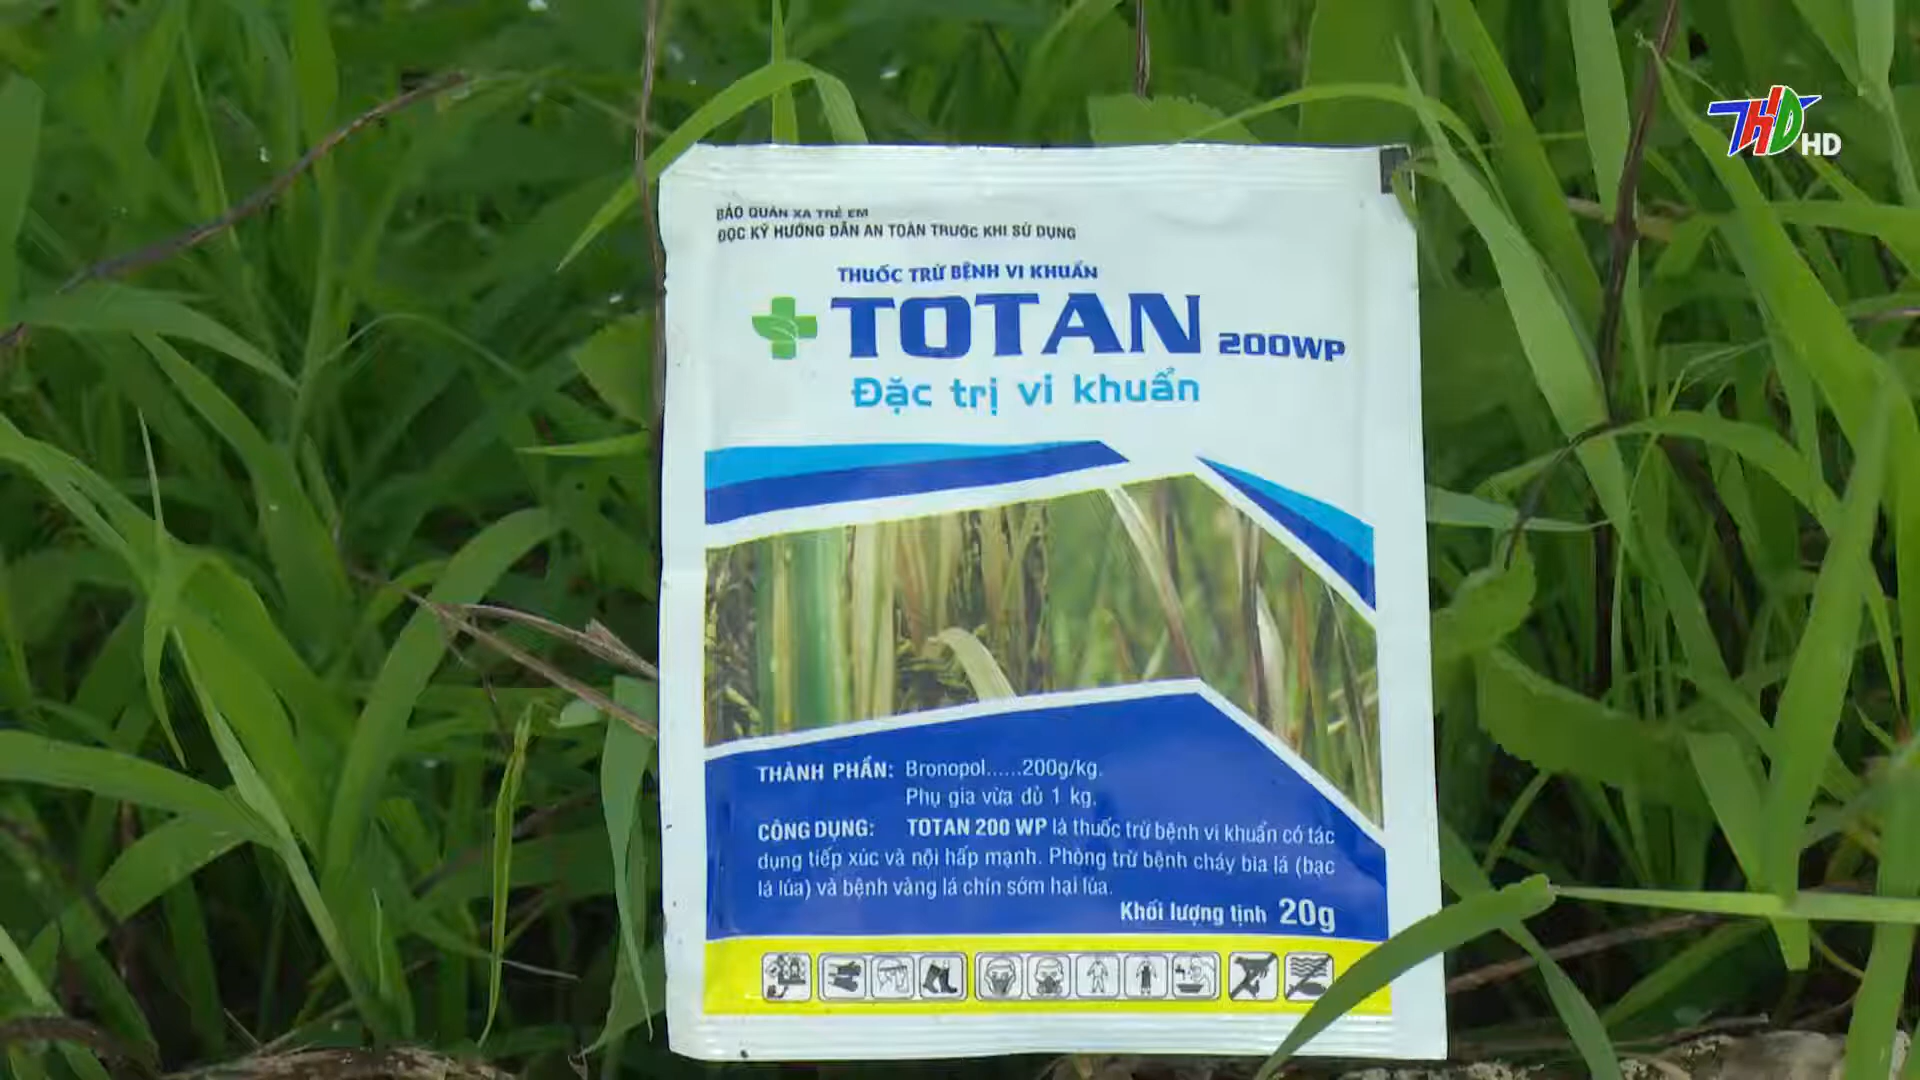 THD HD
BẢO QUẢN XA TRẺ EM
ĐỌC KỸ HƯỚNG DẪN AN TOÀN TRƯỚC KHI SỬ DỤNG
THUỐC TRỪ BỆNH VI KHUẨN
TOTAN 200WP
Đặc trị vi khuẩn
THÀNH PHẦN: Bronopol......200g/kg.
Phụ gia vừa đủ 1 kg.
CÔNG DỤNG: TOTAN 200 WP là thuốc trừ bệnh vi khuẩn có tác
dụng tiếp xúc và nội hấp mạnh. Phòng trừ bệnh cháy bìa lá (bạc
lá lúa) và bệnh vàng lá chín sớm hại lúa.
Khối lượng tịnh 20g